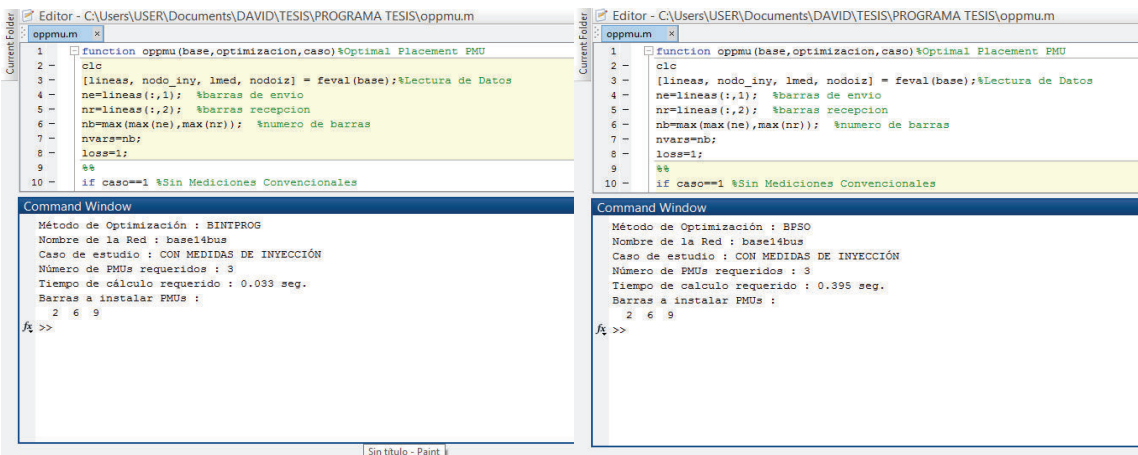 Editor - C:\Users\USER\Documents\DAVID\TESIS\PROGRAMA TESIS\oppmu.m
Current Folder
oppmu.m ×
1 function oppmu(base,optimizacion,caso)%Optimal Placement PMU
2 – clc
3 – [lineas, nodo_iny, lmed, nodoiz] = feval(base);%Lectura de Datos
4 – ne=lineas(:,1); %barras de envio
5 – nr=lineas(:,2); %barras recepcion
6 – nb=max(max(ne),max(nr)); %numero de barras
7 – nvars=nb;
8 – loss=1;
9 %%
10 – if caso==1 %Sin Mediciones Convencionales
Command Window
Método de Optimización : BINTPROG
Nombre de la Red : base14bus
Caso de estudio : CON MEDIDAS DE INYECCIÓN
Número de PMUs requeridos : 3
Tiempo de cálculo requerido : 0.033 seg.
Barras a instalar PMUs :
2 6 9
fx >>
Sin título - Paint
Editor - C:\Users\USER\Documents\DAVID\TESIS\PROGRAMA TESIS\oppmu.m
Current Folder
oppmu.m ×
1 function oppmu(base,optimizacion,caso)%Optimal Placement PMU
2 – clc
3 – [lineas, nodo_iny, lmed, nodoiz] = feval(base);%Lectura de Datos
4 – ne=lineas(:,1); %barras de envio
5 – nr=lineas(:,2); %barras recepcion
6 – nb=max(max(ne),max(nr)); %numero de barras
7 – nvars=nb;
8 – loss=1;
9 %%
10 – if caso==1 %Sin Mediciones Convencionales
Command Window
Método de Optimización : BPSO
Nombre de la Red : base14bus
Caso de estudio : CON MEDIDAS DE INYECCIÓN
Número de PMUs requeridos : 3
Tiempo de calculo requerido : 0.395 seg.
Barras a instalar PMUs :
2 6 9
fx >>